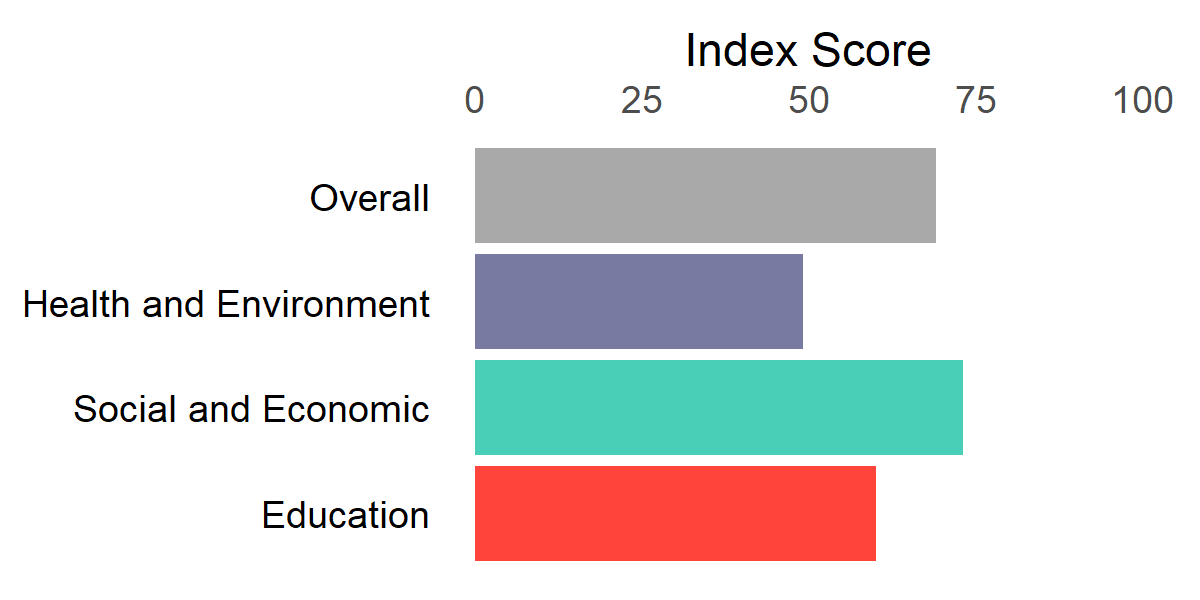 Index Score
0 25 50 75 100
Overall
Health and Environment
Social and Economic
Education